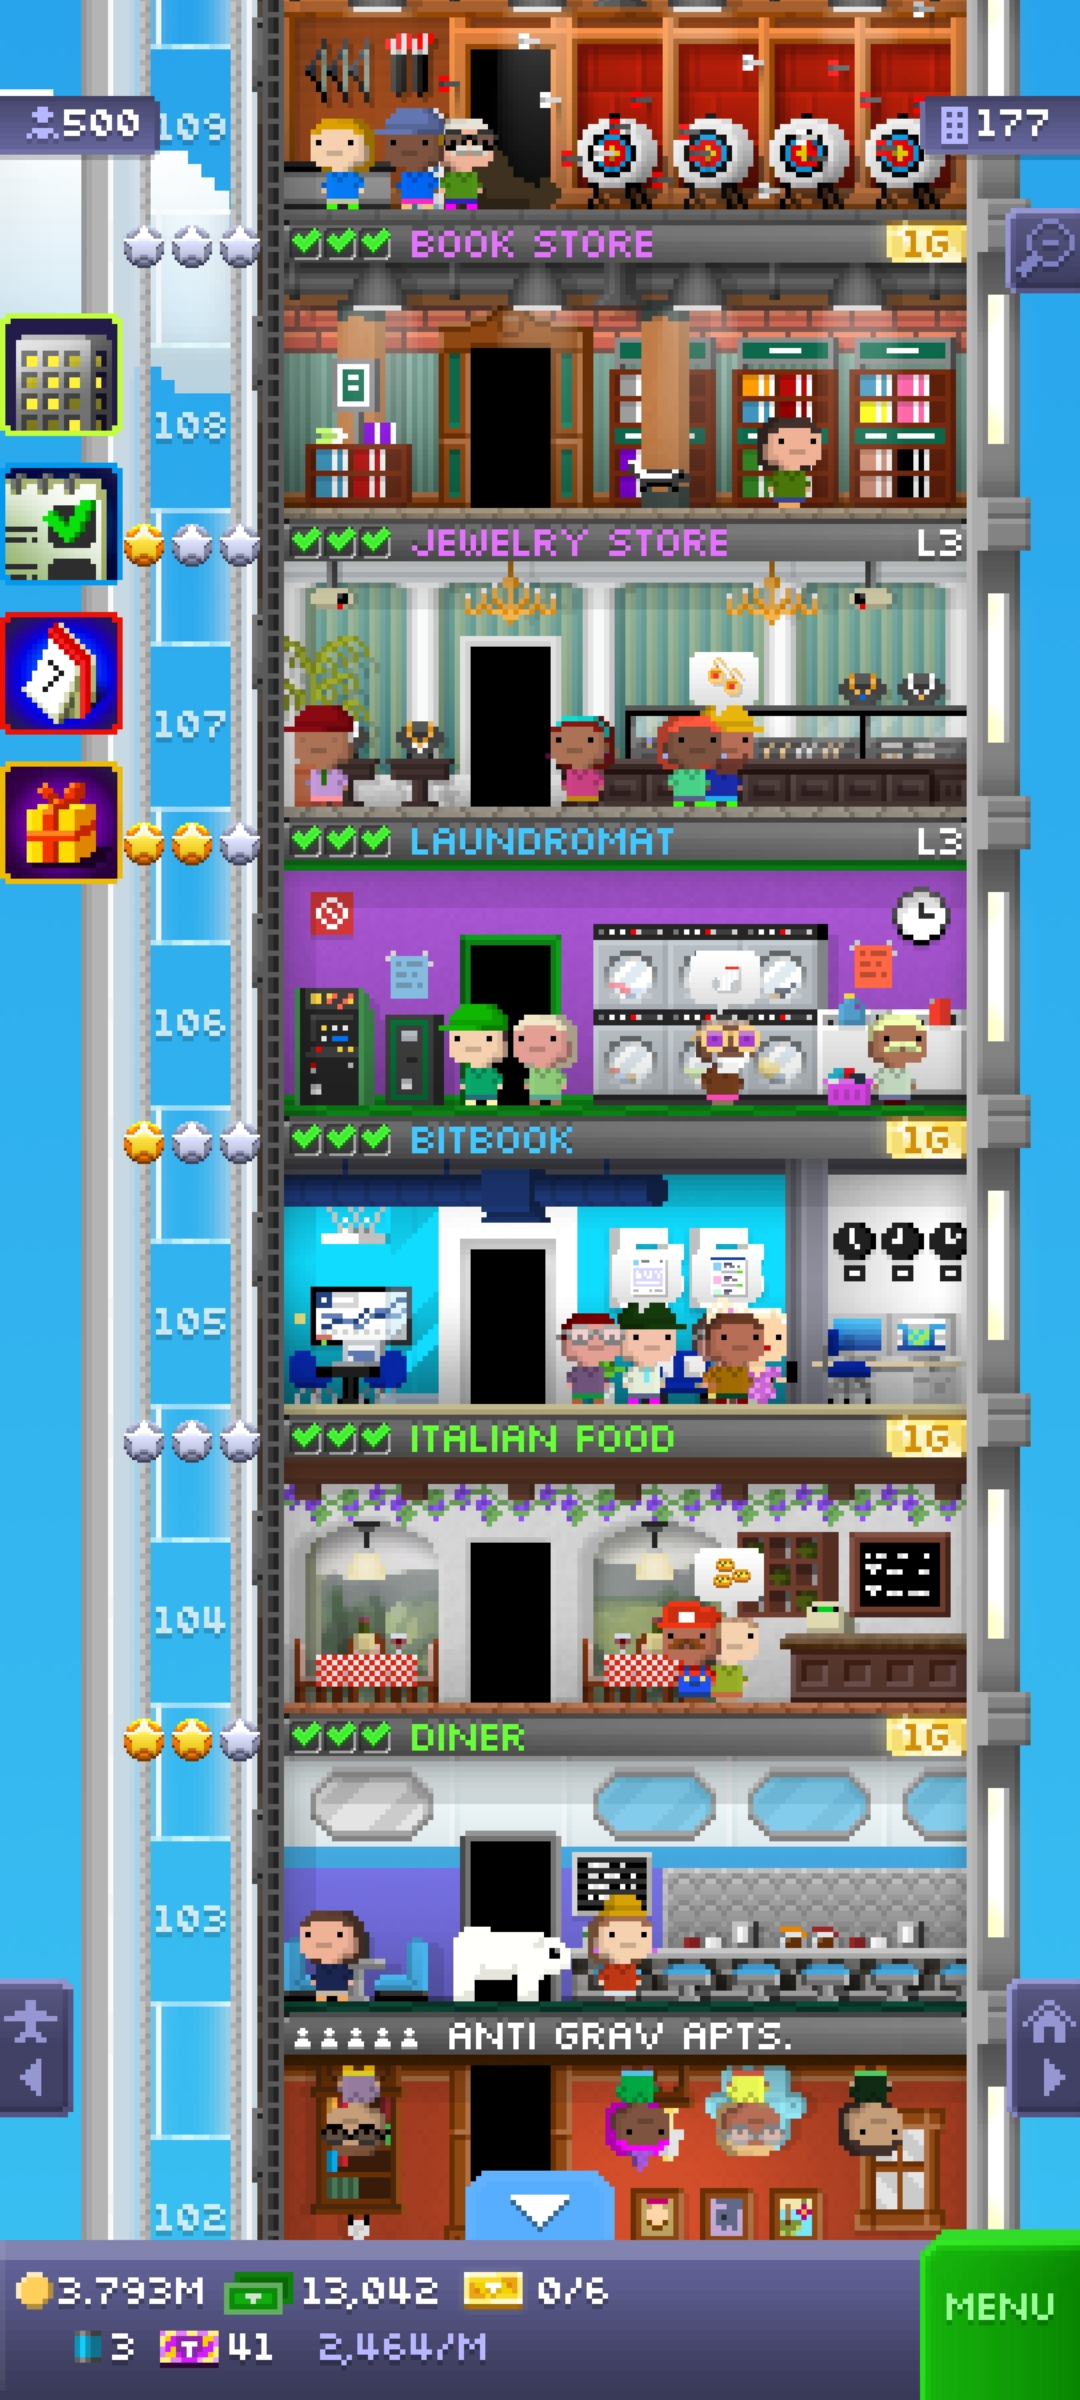 500
109
177
BOOK STORE 1G
108
JEWELRY STORE L3
7
107
LAUNDROMAT L3
106
BITBOOK 1G
105
ITALIAN FOOD 1G
104
DINER 1G
103
ANTI GRAV APTS.
102
3.793M 13,042 0/6
3 T 41 2,464/M
MENU